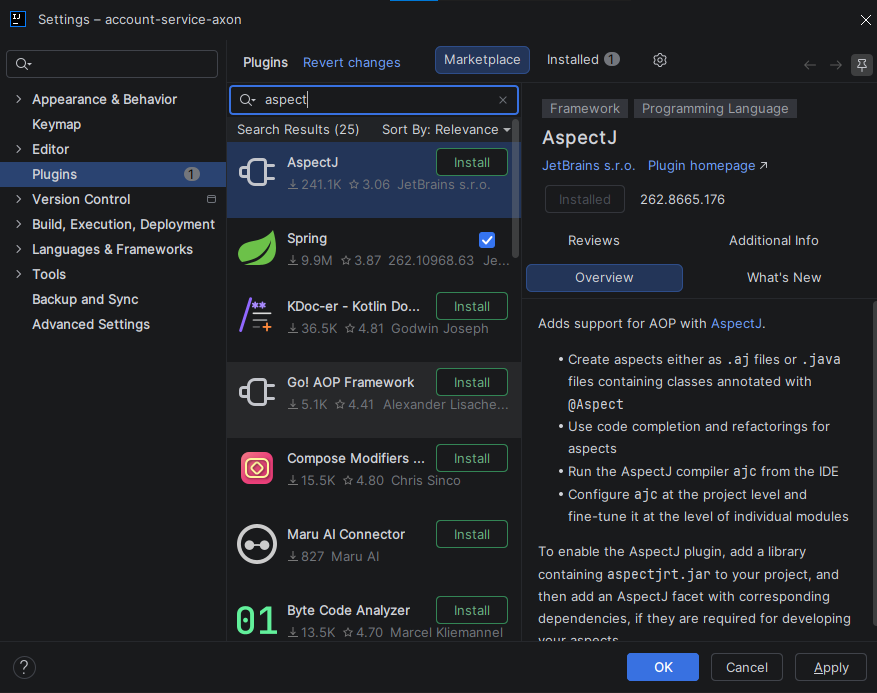 Settings – account-service-axon
Plugins Revert changes Marketplace Installed 1
Appearance & Behavior
Keymap
Editor
Plugins 1
Version Control
Build, Execution, Deployment
Languages & Frameworks
Tools
Backup and Sync
Advanced Settings
aspect
Search Results (25) Sort By: Relevance
AspectJ Install
241.1K 3.06 JetBrains s.r.o.
Spring
9.9M 3.87 262.10968.63 Je...
KDoc-er - Kotlin Do... Install
36.5K 4.81 Godwin Joseph
Go! AOP Framework Install
5.1K 4.41 Alexander Lisache...
Compose Modifiers ... Install
15.5K 4.80 Chris Sinco
Maru AI Connector Install
827 Maru AI
01
Byte Code Analyzer Install
13.5K 4.70 Marcel Kliemannel
Framework Programming Language
AspectJ
JetBrains s.r.o. Plugin homepage ↗
Installed 262.8665.176
Reviews Additional Info
Overview What's New
Adds support for AOP with AspectJ.
• Create aspects either as .aj files or .java
files containing classes annotated with
@Aspect
• Use code completion and refactorings for
aspects
• Run the AspectJ compiler ajc from the IDE
• Configure ajc at the project level and
fine-tune it at the level of individual modules
To enable the AspectJ plugin, add a library
containing aspectjrt.jar to your project, and
then add an AspectJ facet with corresponding
dependencies, if they are required for developing
your aspects.
? OK Cancel Apply